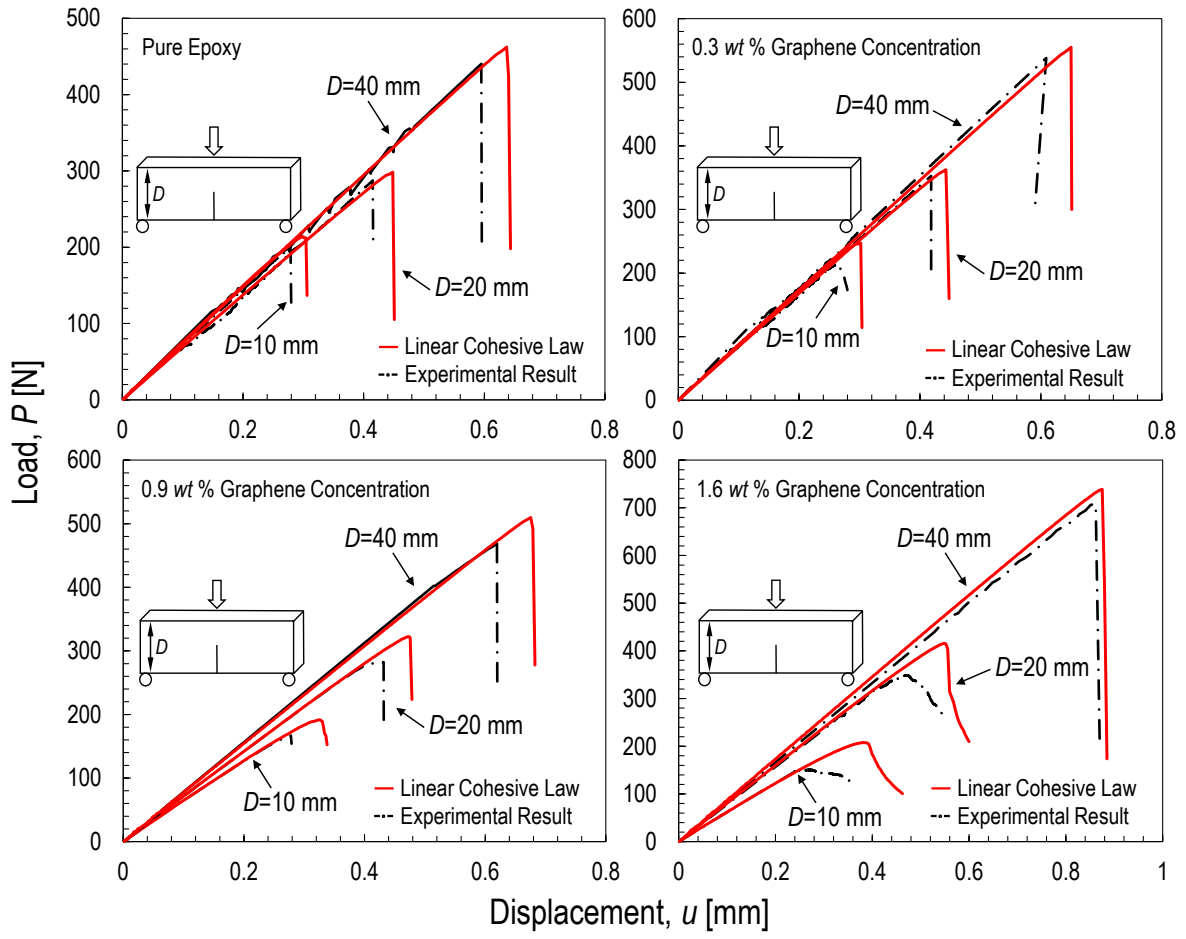 Load, P [N]
500
400
300
200
100
0
0
0.2
0.4
0.6
0.8
Pure Epoxy
D=40 mm
D
D=20 mm
D=10 mm
Linear Cohesive Law
Experimental Result
600
500
400
300
200
100
0
0
0.2
0.4
0.6
0.8
0.3 wt % Graphene Concentration
D=40 mm
D
D=20 mm
D=10 mm
Linear Cohesive Law
Experimental Result
600
500
400
300
200
100
0
0
0.2
0.4
0.6
0.8
0.9 wt % Graphene Concentration
D=40 mm
D
D=20 mm
D=10 mm
Linear Cohesive Law
Experimental Result
800
700
600
500
400
300
200
100
0
0
0.2
0.4
0.6
0.8
1
1.6 wt % Graphene Concentration
D=40 mm
D
D=20 mm
D=10 mm
Linear Cohesive Law
Experimental Result
Displacement, u [mm]